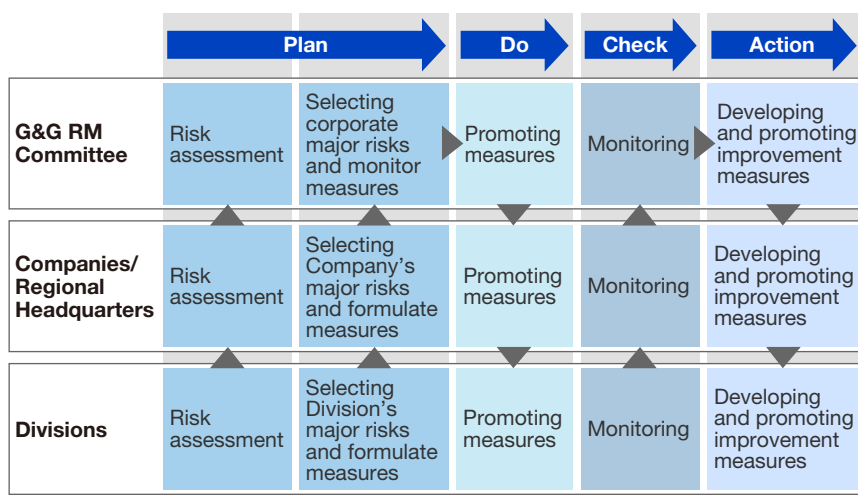 Plan
Do
Check
Action
G&G RM
Committee
Risk
assessment
Selecting
corporate
major risks
and monitor
measures
Promoting
measures
Monitoring
Developing
and promoting
improvement
measures
Companies/
Regional
Headquarters
Risk
assessment
Selecting
Company’s
major risks
and formulate
measures
Promoting
measures
Monitoring
Developing
and promoting
improvement
measures
Divisions
Risk
assessment
Selecting
Division’s
major risks
and formulate
measures
Promoting
measures
Monitoring
Developing
and promoting
improvement
measures